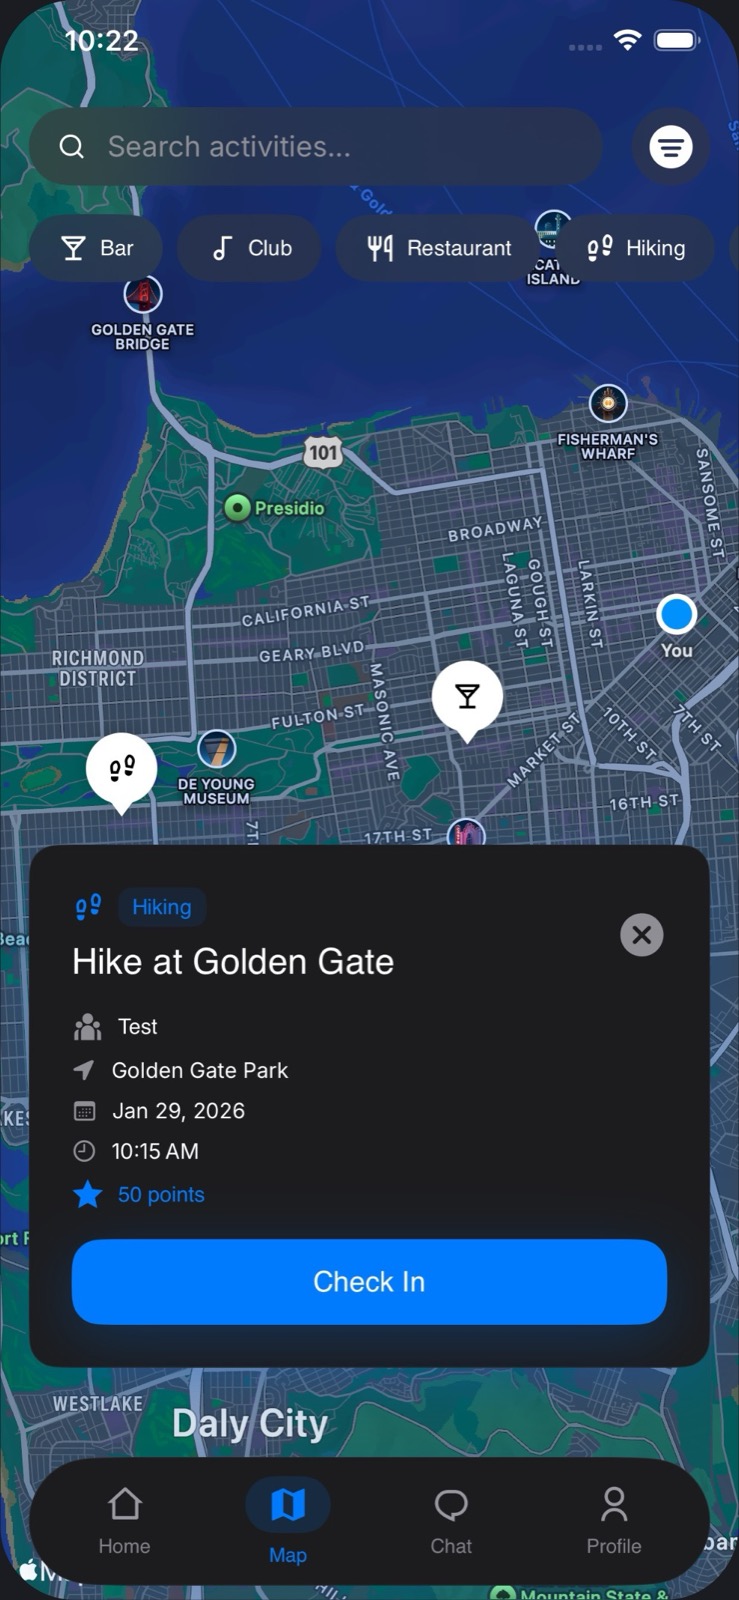 10:22
Search activities...
Bar
Club
Restaurant
Hiking
ISLAND
GOLDEN GATE
BRIDGE
FISHERMAN'S
WHARF
101
Presidio
SANSOME ST
BROADWAY
LAGUNA ST
GOUGH ST
LARKIN ST
CALIFORNIA ST
You
RICHMOND
DISTRICT
GEARY BLVD
MASONIC AVE
FULTON ST
10TH ST
7TH ST
MARKET ST
DE YOUNG
MUSEUM
16TH ST
17TH ST
Hiking
Hike at Golden Gate
Test
Golden Gate Park
Jan 29, 2026
10:15 AM
50 points
Check In
WESTLAKE
Daly City
Home
Map
Chat
Profile
Mountain State &